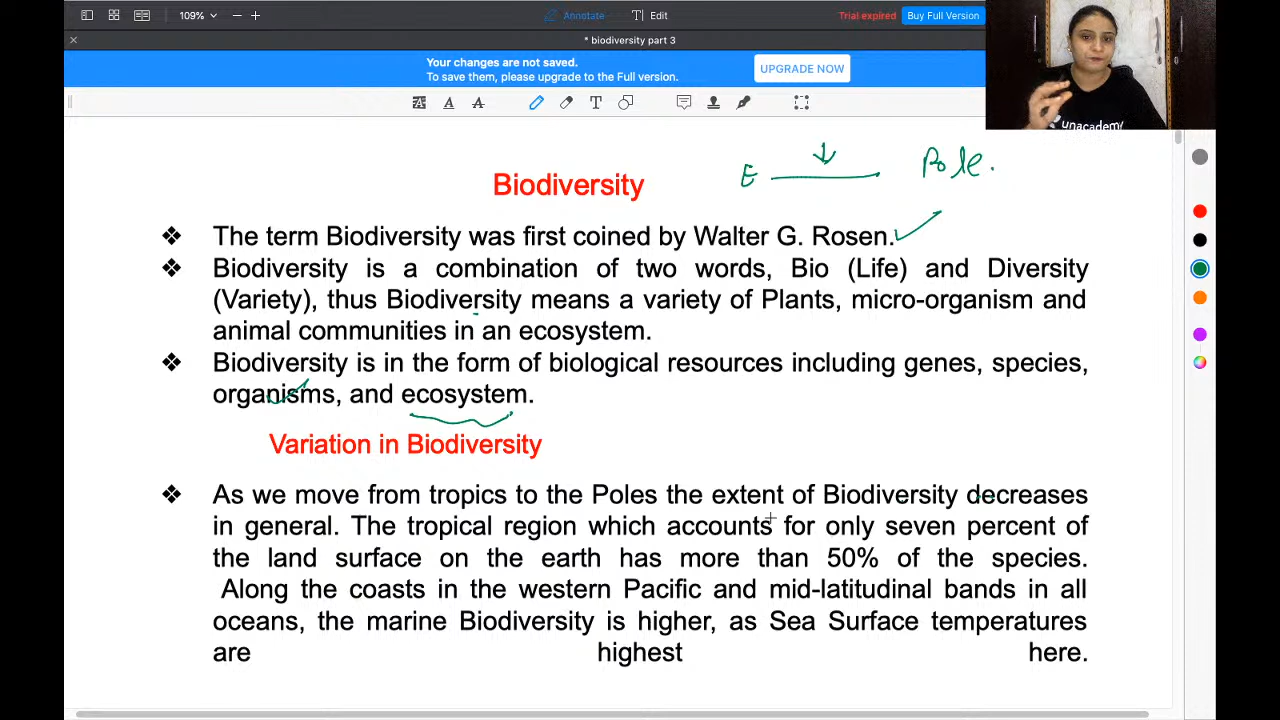 109%
Annotate
Edit
Trial expired
Buy Full Version
* biodiversity part 3
Your changes are not saved.
To save them, please upgrade to the Full version.
UPGRADE NOW
unacademy
E
Pole.
Biodiversity
The term Biodiversity was first coined by Walter G. Rosen.
Biodiversity is a combination of two words, Bio (Life) and Diversity
(Variety), thus Biodiversity means a variety of Plants, micro-organism and
animal communities in an ecosystem.
Biodiversity is in the form of biological resources including genes, species,
organisms, and ecosystem.
Variation in Biodiversity
As we move from tropics to the Poles the extent of Biodiversity decreases
in general. The tropical region which accounts for only seven percent of
the land surface on the earth has more than 50% of the species.
Along the coasts in the western Pacific and mid-latitudinal bands in all
oceans, the marine Biodiversity is higher, as Sea Surface temperatures
are highest here.